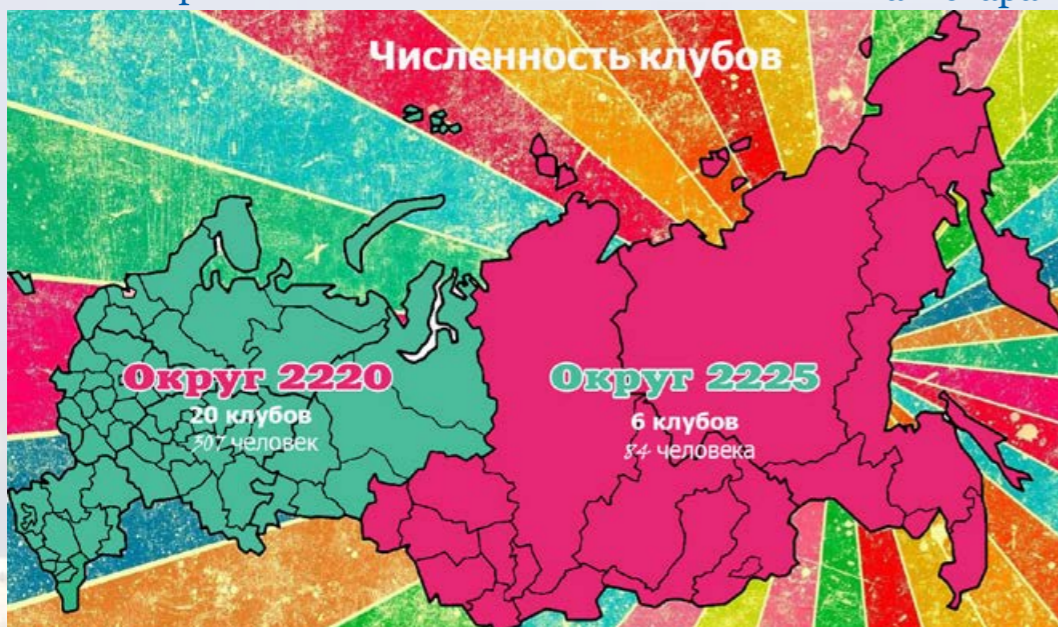 Численность клубов
Округ 2220
20 клубов
307 человек
Округ 2225
6 клубов
84 человека